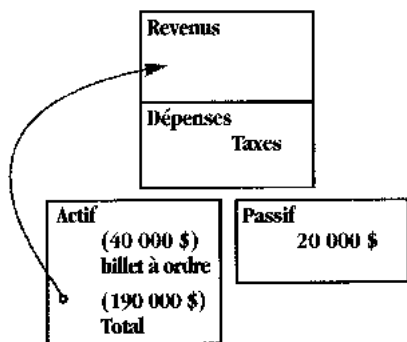 Revenus
Dépenses
Taxes
Actif
(40 000 $)
billet à ordre
(190 000 $)
Total
Passif
20 000 $